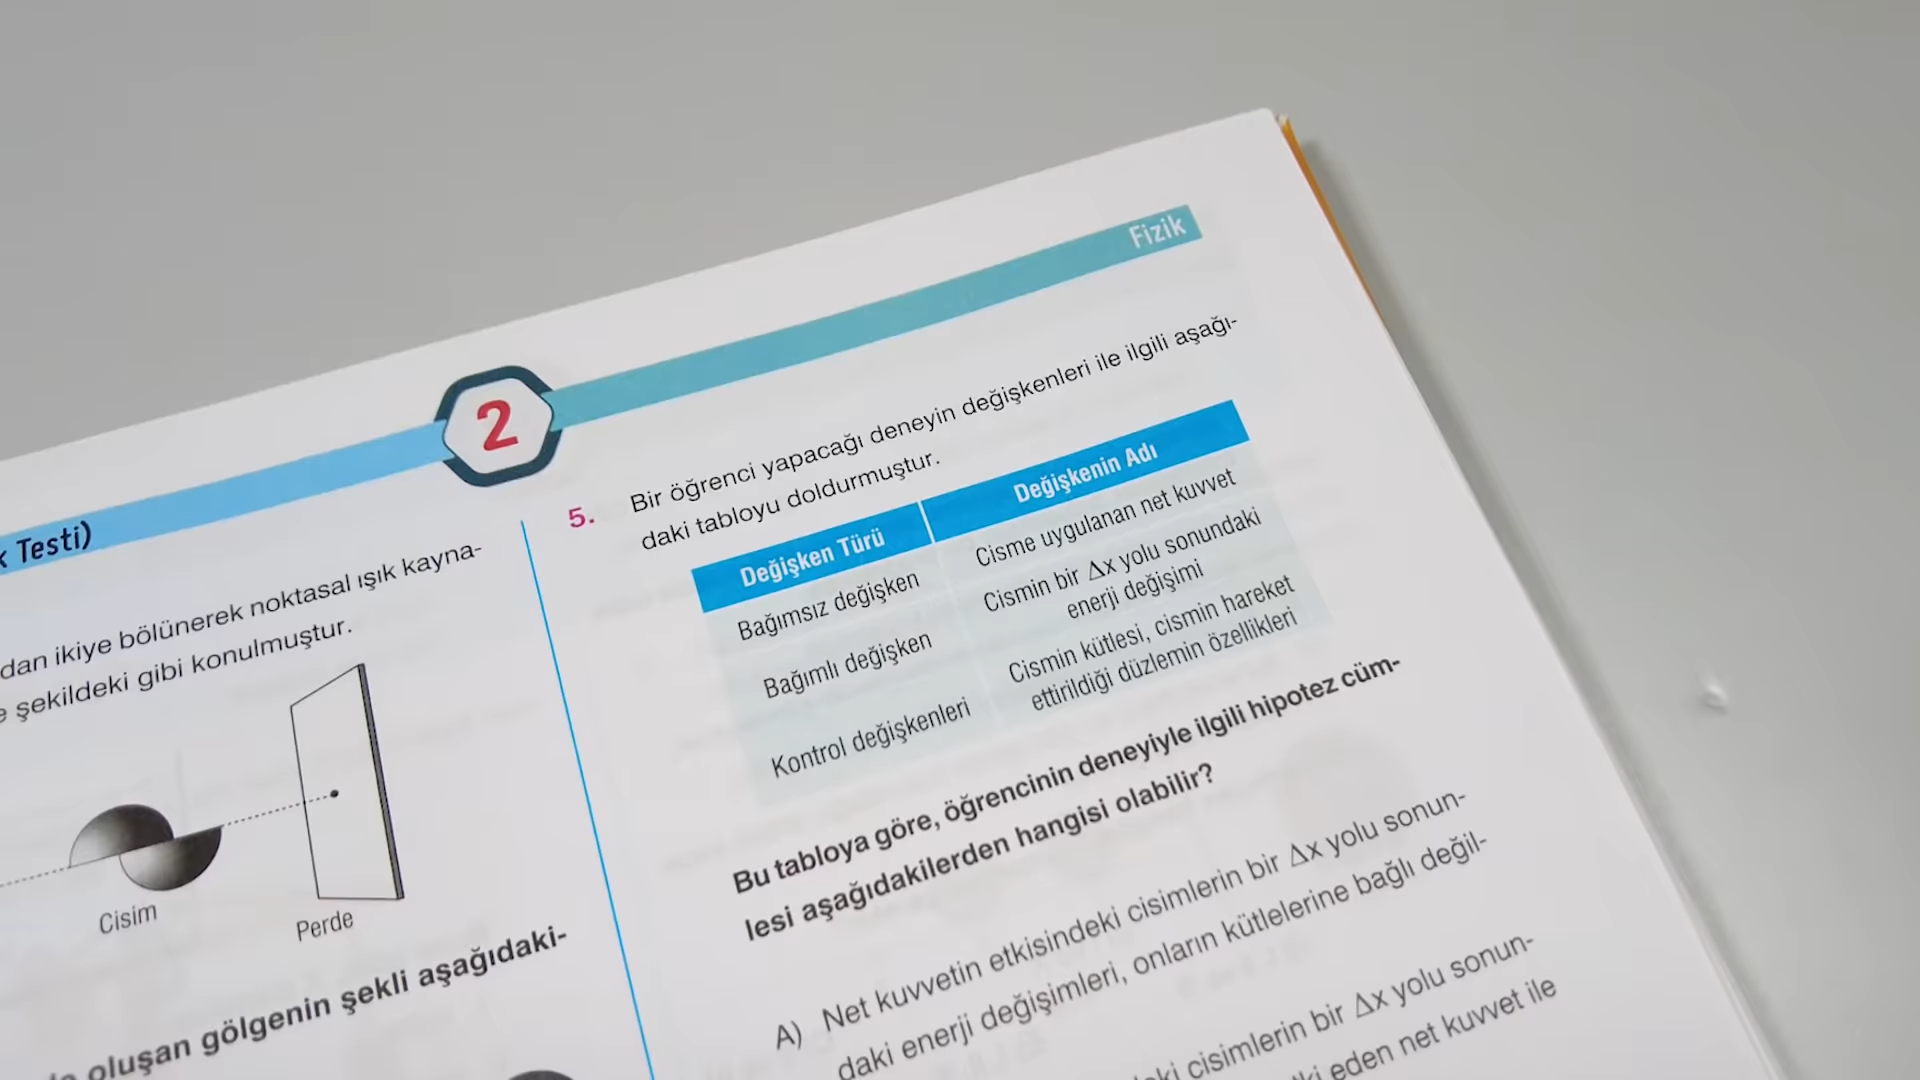 Fizik
2
k Testi)
dan ikiye bölünerek noktasal ışık kayna-
e şekildeki gibi konulmuştur.
Cisim
Perde
oluşan gölgenin şekli aşağıdaki-
5. Bir öğrenci yapacağı deneyin değişkenleri ile ilgili aşağı-
daki tabloyu doldurmuştur.
Değişken Türü Değişkenin Adı
Bağımsız değişken Cisme uygulanan net kuvvet
Bağımlı değişken Cismin bir Δx yolu sonundaki
enerji değişimi
Kontrol değişkenleri Cismin kütlesi, cismin hareket
ettirildiği düzlemin özellikleri
Bu tabloya göre, öğrencinin deneyiyle ilgili hipotez cüm-
lesi aşağıdakilerden hangisi olabilir?
A) Net kuvvetin etkisindeki cisimlerin bir Δx yolu sonun-
daki enerji değişimleri, onların kütlelerine bağlı değil-
cisimlerin bir Δx yolu sonun-
eden net kuvvet ile